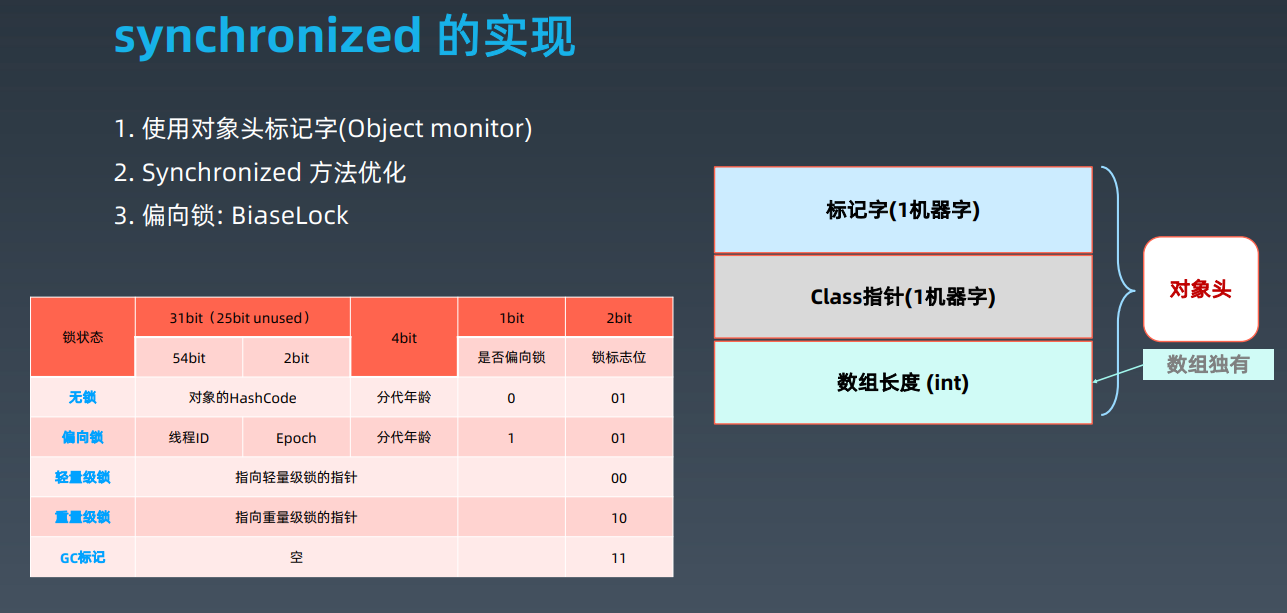 synchronized 的实现
1. 使用对象头标记字(Object monitor)
2. Synchronized 方法优化
3. 偏向锁: BiaseLock
锁状态 31bit（25bit unused） 4bit 1bit 2bit
54bit 2bit 是否偏向锁 锁标志位
无锁 对象的HashCode 分代年龄 0 01
偏向锁 线程ID Epoch 分代年龄 1 01
轻量级锁 指向轻量级锁的指针 00
重量级锁 指向重量级锁的指针 10
GC标记 空 11
标记字(1机器字)
Class指针(1机器字)
数组长度 (int)
对象头
数组独有